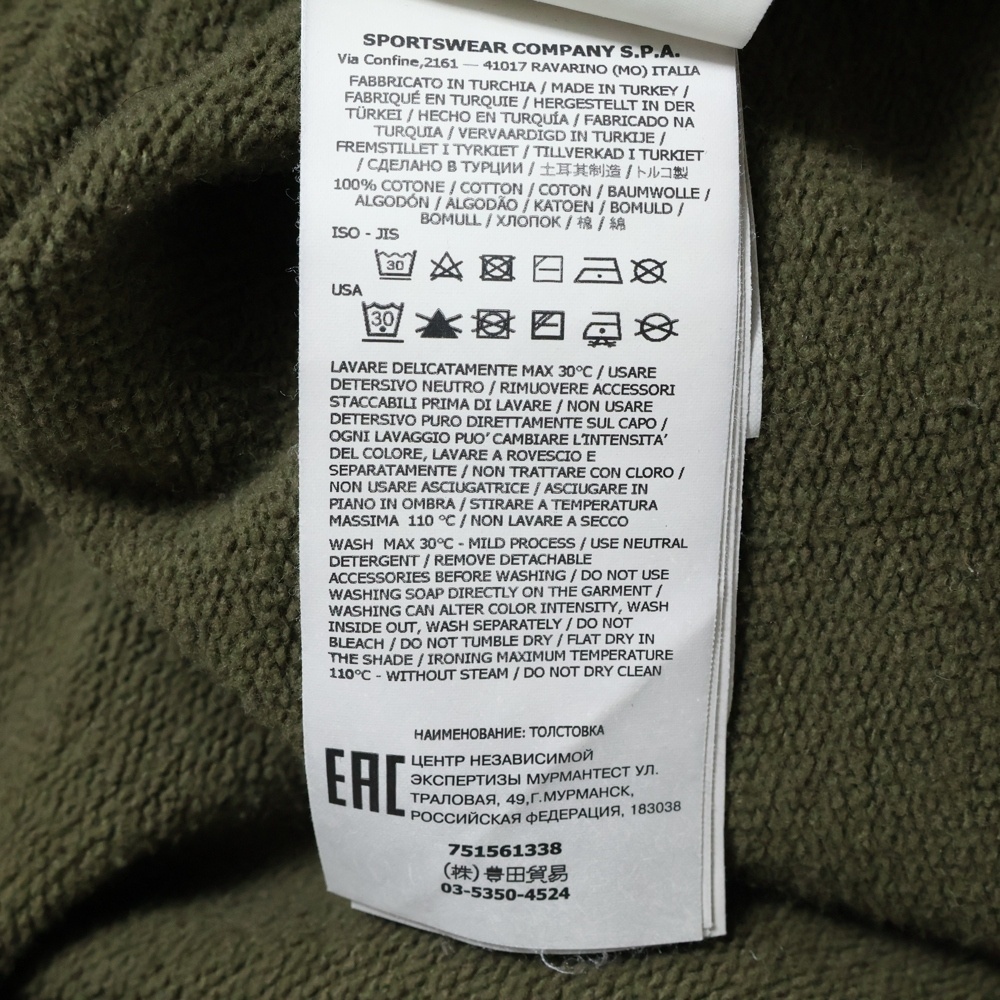 SPORTSWEAR COMPANY S.P.A.
Via Confine,2161 — 41017 RAVARINO (MO) ITALIA
FABBRICATO IN TURCHIA / MADE IN TURKEY /
FABRIQUÉ EN TURQUIE / HERGESTELLT IN DER
TÜRKEI / HECHO EN TURQUÍA / FABRICADO NA
TURQUIA / VERVAARDIGD IN TURKIJE /
FREMSTILLET I TYRKIET / TILLVERKAD I TURKIET
/ СДЕЛАНО В ТУРЦИИ / 土耳其制造 / トルコ製
100% COTONE / COTTON / COTON / BAUMWOLLE /
ALGODÓN / ALGODÃO / KATOEN / BOMULD /
BOMULL / ХЛОПОК / 棉 / 綿
ISO - JIS
30
USA
30
LAVARE DELICATAMENTE MAX 30°C / USARE
DETERSIVO NEUTRO / RIMUOVERE ACCESSORI
STACCABILI PRIMA DI LAVARE / NON USARE
DETERSIVO PURO DIRETTAMENTE SUL CAPO /
OGNI LAVAGGIO PUO' CAMBIARE L'INTENSITA'
DEL COLORE, LAVARE A ROVESCIO E
SEPARATAMENTE / NON TRATTARE CON CLORO /
NON USARE ASCIUGATRICE / ASCIUGARE IN
PIANO IN OMBRA / STIRARE A TEMPERATURA
MASSIMA 110 °C / NON LAVARE A SECCO
WASH MAX 30°C - MILD PROCESS / USE NEUTRAL
DETERGENT / REMOVE DETACHABLE
ACCESSORIES BEFORE WASHING / DO NOT USE
WASHING SOAP DIRECTLY ON THE GARMENT /
WASHING CAN ALTER COLOR INTENSITY, WASH
INSIDE OUT, WASH SEPARATELY / DO NOT
BLEACH / DO NOT TUMBLE DRY / FLAT DRY IN
THE SHADE / IRONING MAXIMUM TEMPERATURE
110°C - WITHOUT STEAM / DO NOT DRY CLEAN
НАИМЕНОВАНИЕ: ТОЛСТОВКА
EAC
ЦЕНТР НЕЗАВИСИМОЙ
ЭКСПЕРТИЗЫ МУРМАНТЕСТ УЛ.
ТРАЛОВАЯ, 49,Г.МУРМАНСК,
РОССИЙСКАЯ ФЕДЕРАЦИЯ, 183038
751561338
(株) 豊田貿易
03-5350-4524